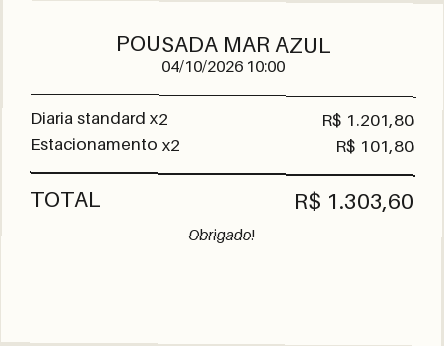 POUSADA MAR AZUL
04/10/2026 10:00
Diaria standard x2 R$ 1.201,80
Estacionamento x2 R$ 101,80
TOTAL R$ 1.303,60
Obrigado!